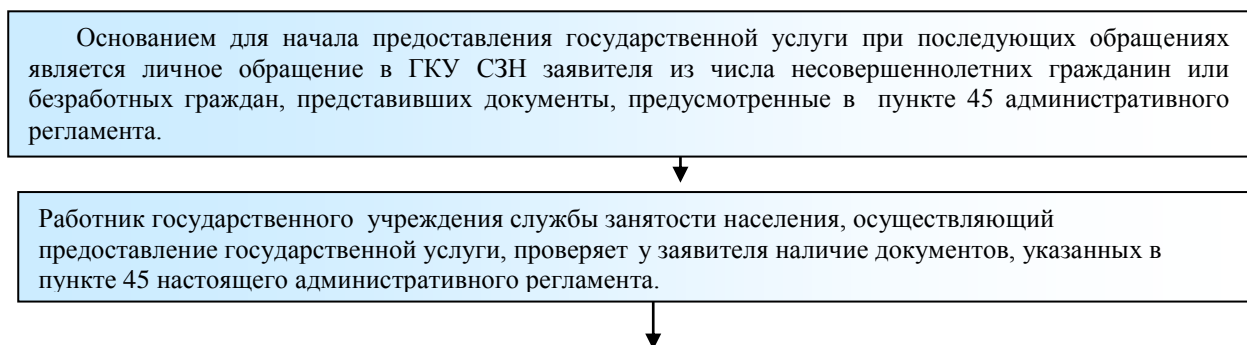 Основанием для начала предоставления государственной услуги при последующих обращениях
является личное обращение в ГКУ СЗН заявителя из числа несовершеннолетних гражданин или
безработных граждан, представивших документы, предусмотренные в пункте 45 административного
регламента.
Работник государственного учреждения службы занятости населения, осуществляющий
предоставление государственной услуги, проверяет у заявителя наличие документов, указанных в
пункте 45 настоящего административного регламента.